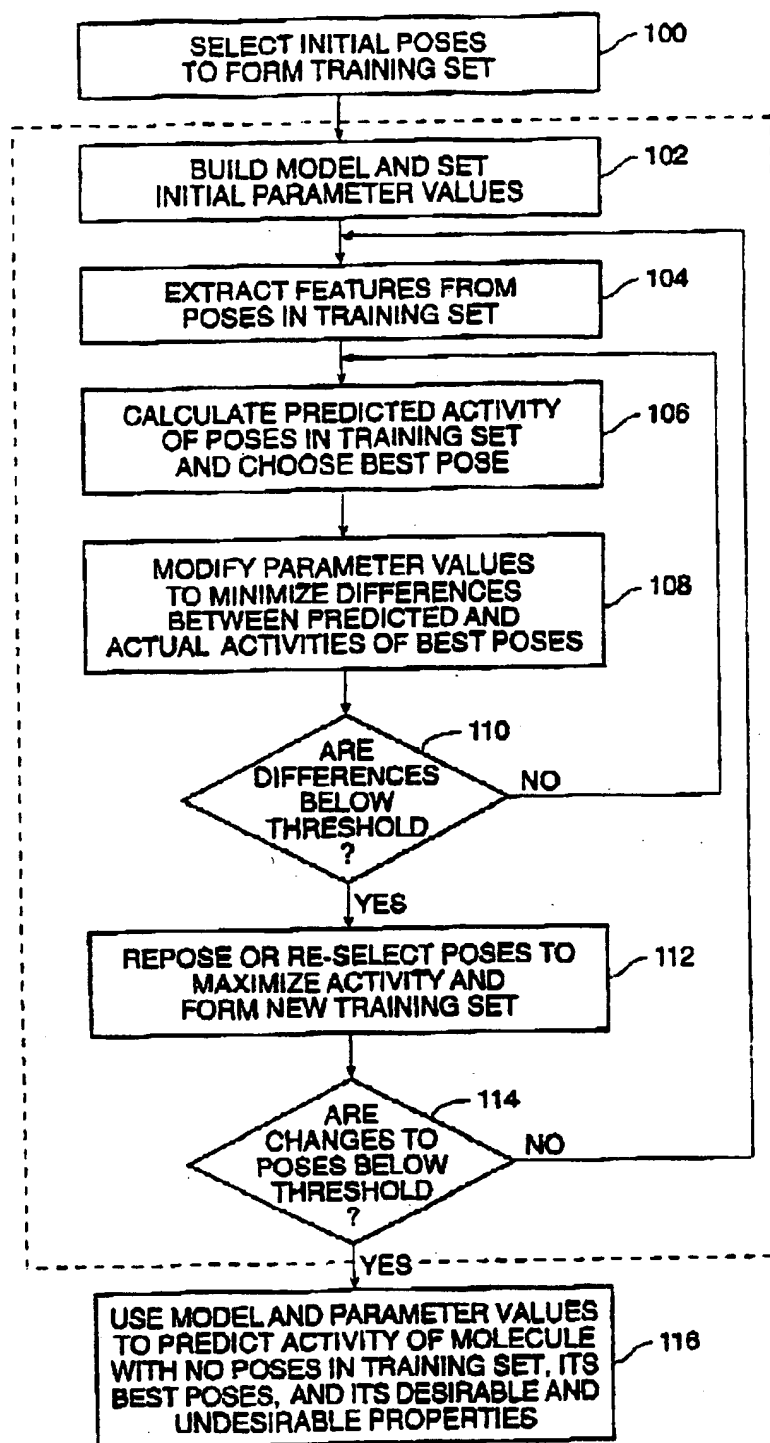 SELECT INITIAL POSES
TO FORM TRAINING SET
100
BUILD MODEL AND SET
INITIAL PARAMETER VALUES
102
EXTRACT FEATURES FROM
POSES IN TRAINING SET
104
CALCULATE PREDICTED ACTIVITY
OF POSES IN TRAINING SET
AND CHOOSE BEST POSE
106
MODIFY PARAMETER VALUES
TO MINIMIZE DIFFERENCES
BETWEEN PREDICTED AND
ACTUAL ACTIVITIES OF BEST POSES
108
110
ARE
DIFFERENCES
BELOW
THRESHOLD
?
NO
YES
REPOSE OR RE-SELECT POSES TO
MAXIMIZE ACTIVITY AND
FORM NEW TRAINING SET
112
114
ARE
CHANGES TO
POSES BELOW
THRESHOLD
?
NO
YES
USE MODEL AND PARAMETER VALUES
TO PREDICT ACTIVITY OF MOLECULE
WITH NO POSES IN TRAINING SET, ITS
BEST POSES, AND ITS DESIRABLE AND
UNDESIRABLE PROPERTIES
116